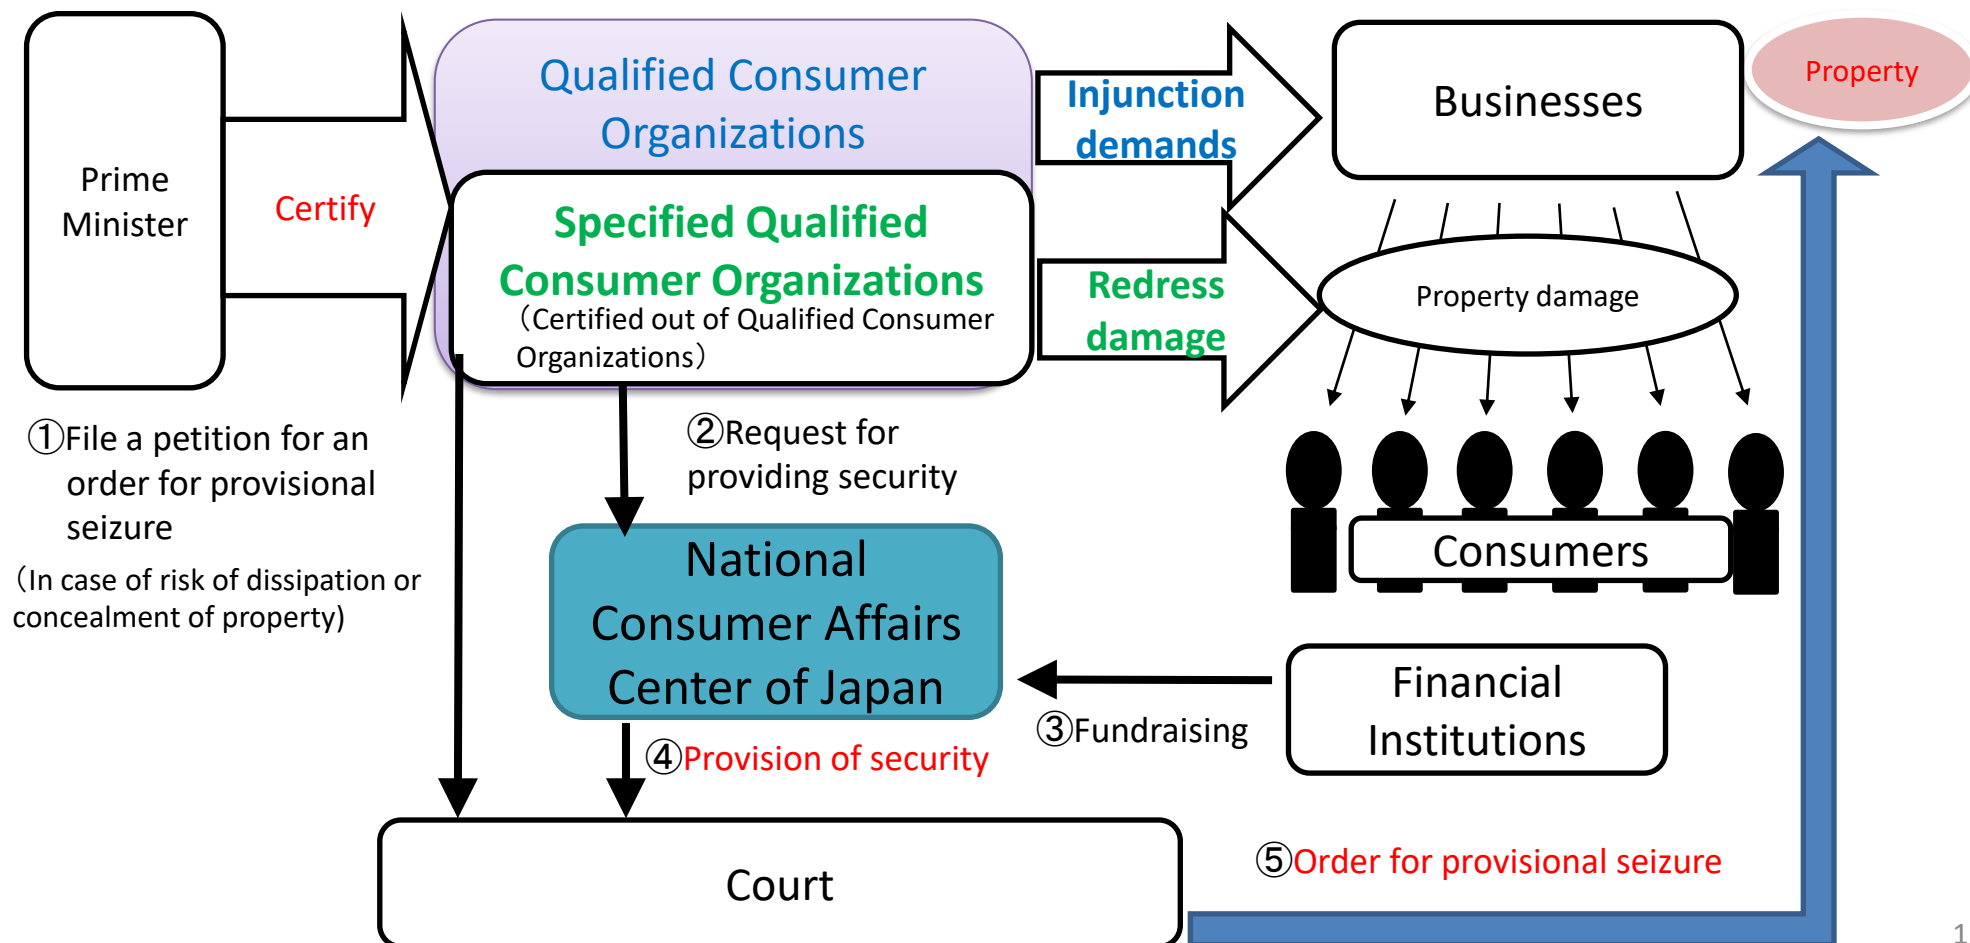 Prime
Minister
Certify
Qualified Consumer
Organizations
Specified Qualified
Consumer Organizations
（Certified out of Qualified Consumer
Organizations）
Injunction
demands
Redress
damage
Businesses
Property
Property damage
Consumers
①File a petition for an
order for provisional
seizure
（In case of risk of dissipation or
concealment of property)
②Request for
providing security
National
Consumer Affairs
Center of Japan
③Fundraising
Financial
Institutions
④Provision of security
Court
⑤Order for provisional seizure
1